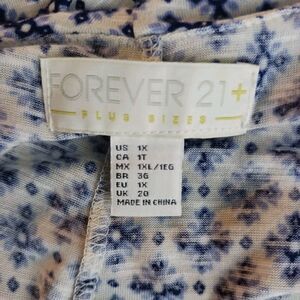 FOREVER 21+
PLUS SIZES
US 1X
CA 1T
MX 1XL/1EG
BR 3G
EU 1X
UK 20
MADE IN CHINA